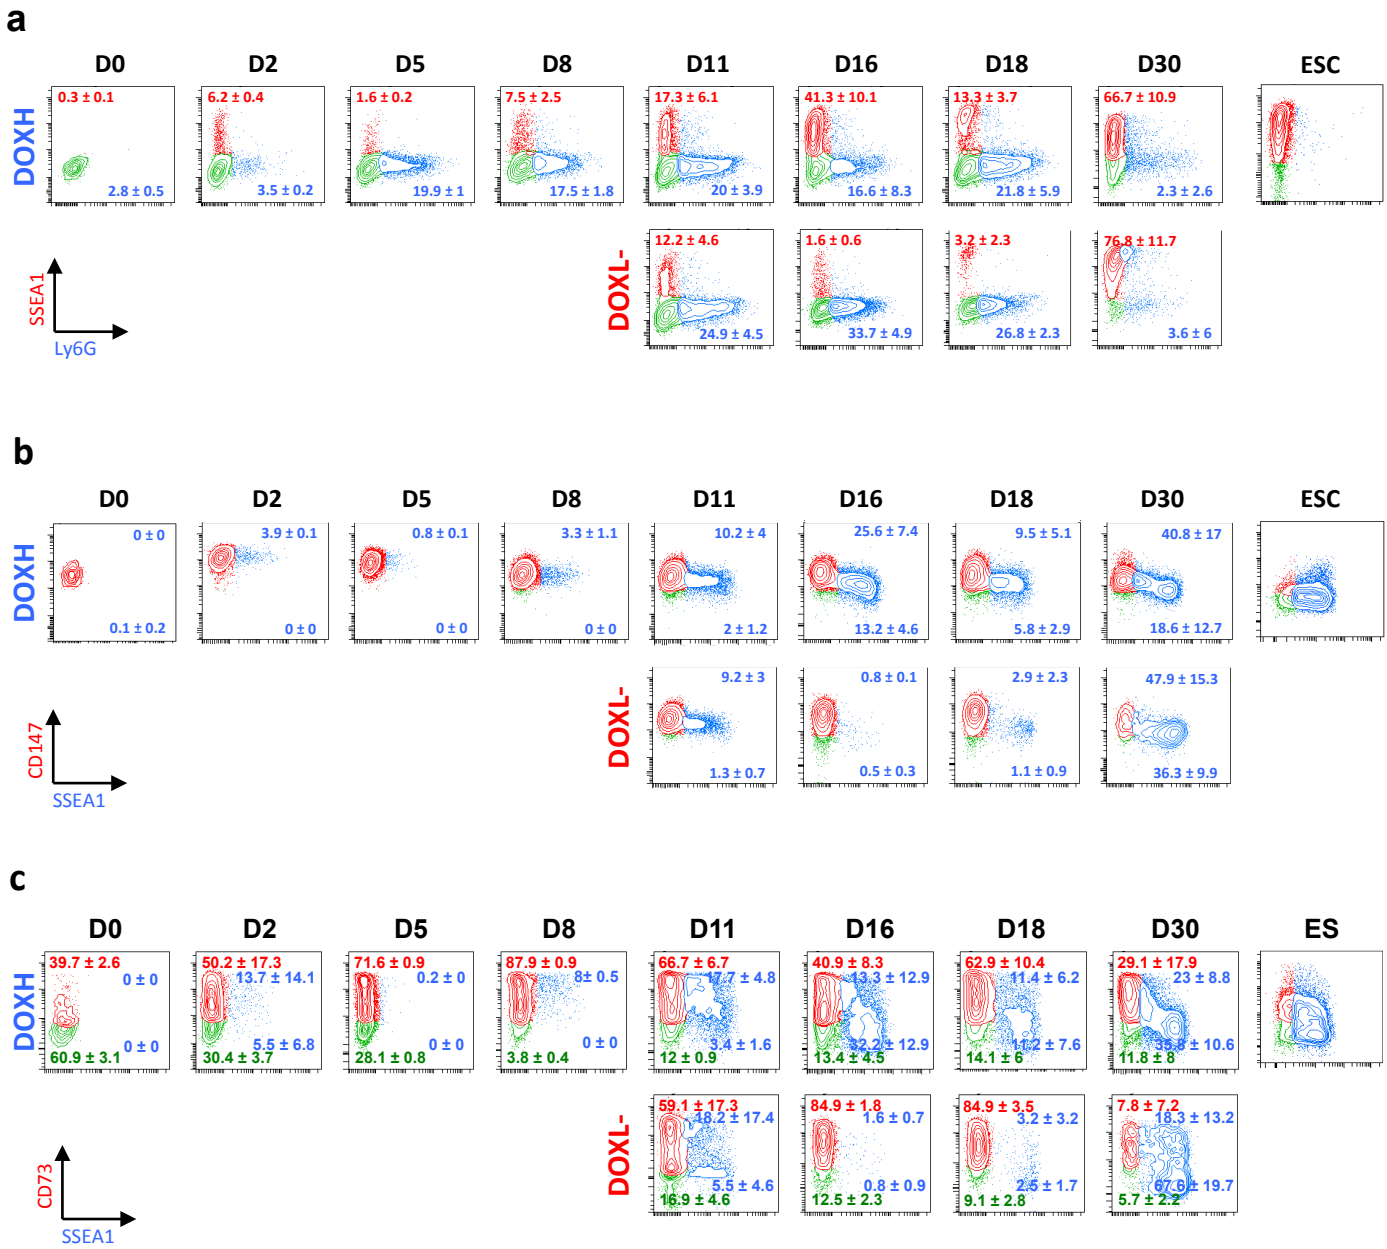 a
D0 D2 D5 D8 D11 D16 D18 D30 ESC
DOXH
0.3 ± 0.1 6.2 ± 0.4 1.6 ± 0.2 7.5 ± 2.5 17.3 ± 6.1 41.3 ± 10.1 13.3 ± 3.7 66.7 ± 10.9
2.8 ± 0.5 3.5 ± 0.2 19.9 ± 1 17.5 ± 1.8 20 ± 3.9 16.6 ± 8.3 21.8 ± 5.9 2.3 ± 2.6
DOXL-
12.2 ± 4.6 1.6 ± 0.6 3.2 ± 2.3 76.8 ± 11.7
24.9 ± 4.5 33.7 ± 4.9 26.8 ± 2.3 3.6 ± 6
SSEA1
Ly6G
b
D0 D2 D5 D8 D11 D16 D18 D30 ESC
DOXH
0 ± 0 3.9 ± 0.1 0.8 ± 0.1 3.3 ± 1.1 10.2 ± 4 25.6 ± 7.4 9.5 ± 5.1 40.8 ± 17
0.1 ± 0.2 0 ± 0 0 ± 0 0 ± 0 2 ± 1.2 13.2 ± 4.6 5.8 ± 2.9 18.6 ± 12.7
DOXL-
9.2 ± 3 0.8 ± 0.1 2.9 ± 2.3 47.9 ± 15.3
1.3 ± 0.7 0.5 ± 0.3 1.1 ± 0.9 36.3 ± 9.9
CD147
SSEA1
c
D0 D2 D5 D8 D11 D16 D18 D30 ES
DOXH
39.7 ± 2.6 50.2 ± 17.3 71.6 ± 0.9 87.9 ± 0.9 66.7 ± 6.7 40.9 ± 8.3 62.9 ± 10.4 29.1 ± 17.9
0 ± 0 13.7 ± 14.1 0.2 ± 0 8 ± 0.5 17.7 ± 4.8 13.3 ± 12.9 11.4 ± 6.2 23 ± 8.8
0 ± 0 5.5 ± 6.8 0 ± 0 0 ± 0 3.4 ± 1.6 32.2 ± 12.9 11.2 ± 7.6 35.8 ± 10.6
60.9 ± 3.1 30.4 ± 3.7 28.1 ± 0.8 3.8 ± 0.4 12 ± 0.9 13.4 ± 4.5 14.1 ± 6 11.8 ± 8
DOXL-
59.1 ± 17.3 84.9 ± 1.8 84.9 ± 3.5 7.8 ± 7.2
18.2 ± 17.4 1.6 ± 0.7 3.2 ± 3.2 18.3 ± 13.2
5.5 ± 4.6 0.8 ± 0.9 2.5 ± 1.7 67.6 ± 19.7
16.9 ± 4.6 12.5 ± 2.3 9.1 ± 2.8 5.7 ± 2.2
CD73
SSEA1